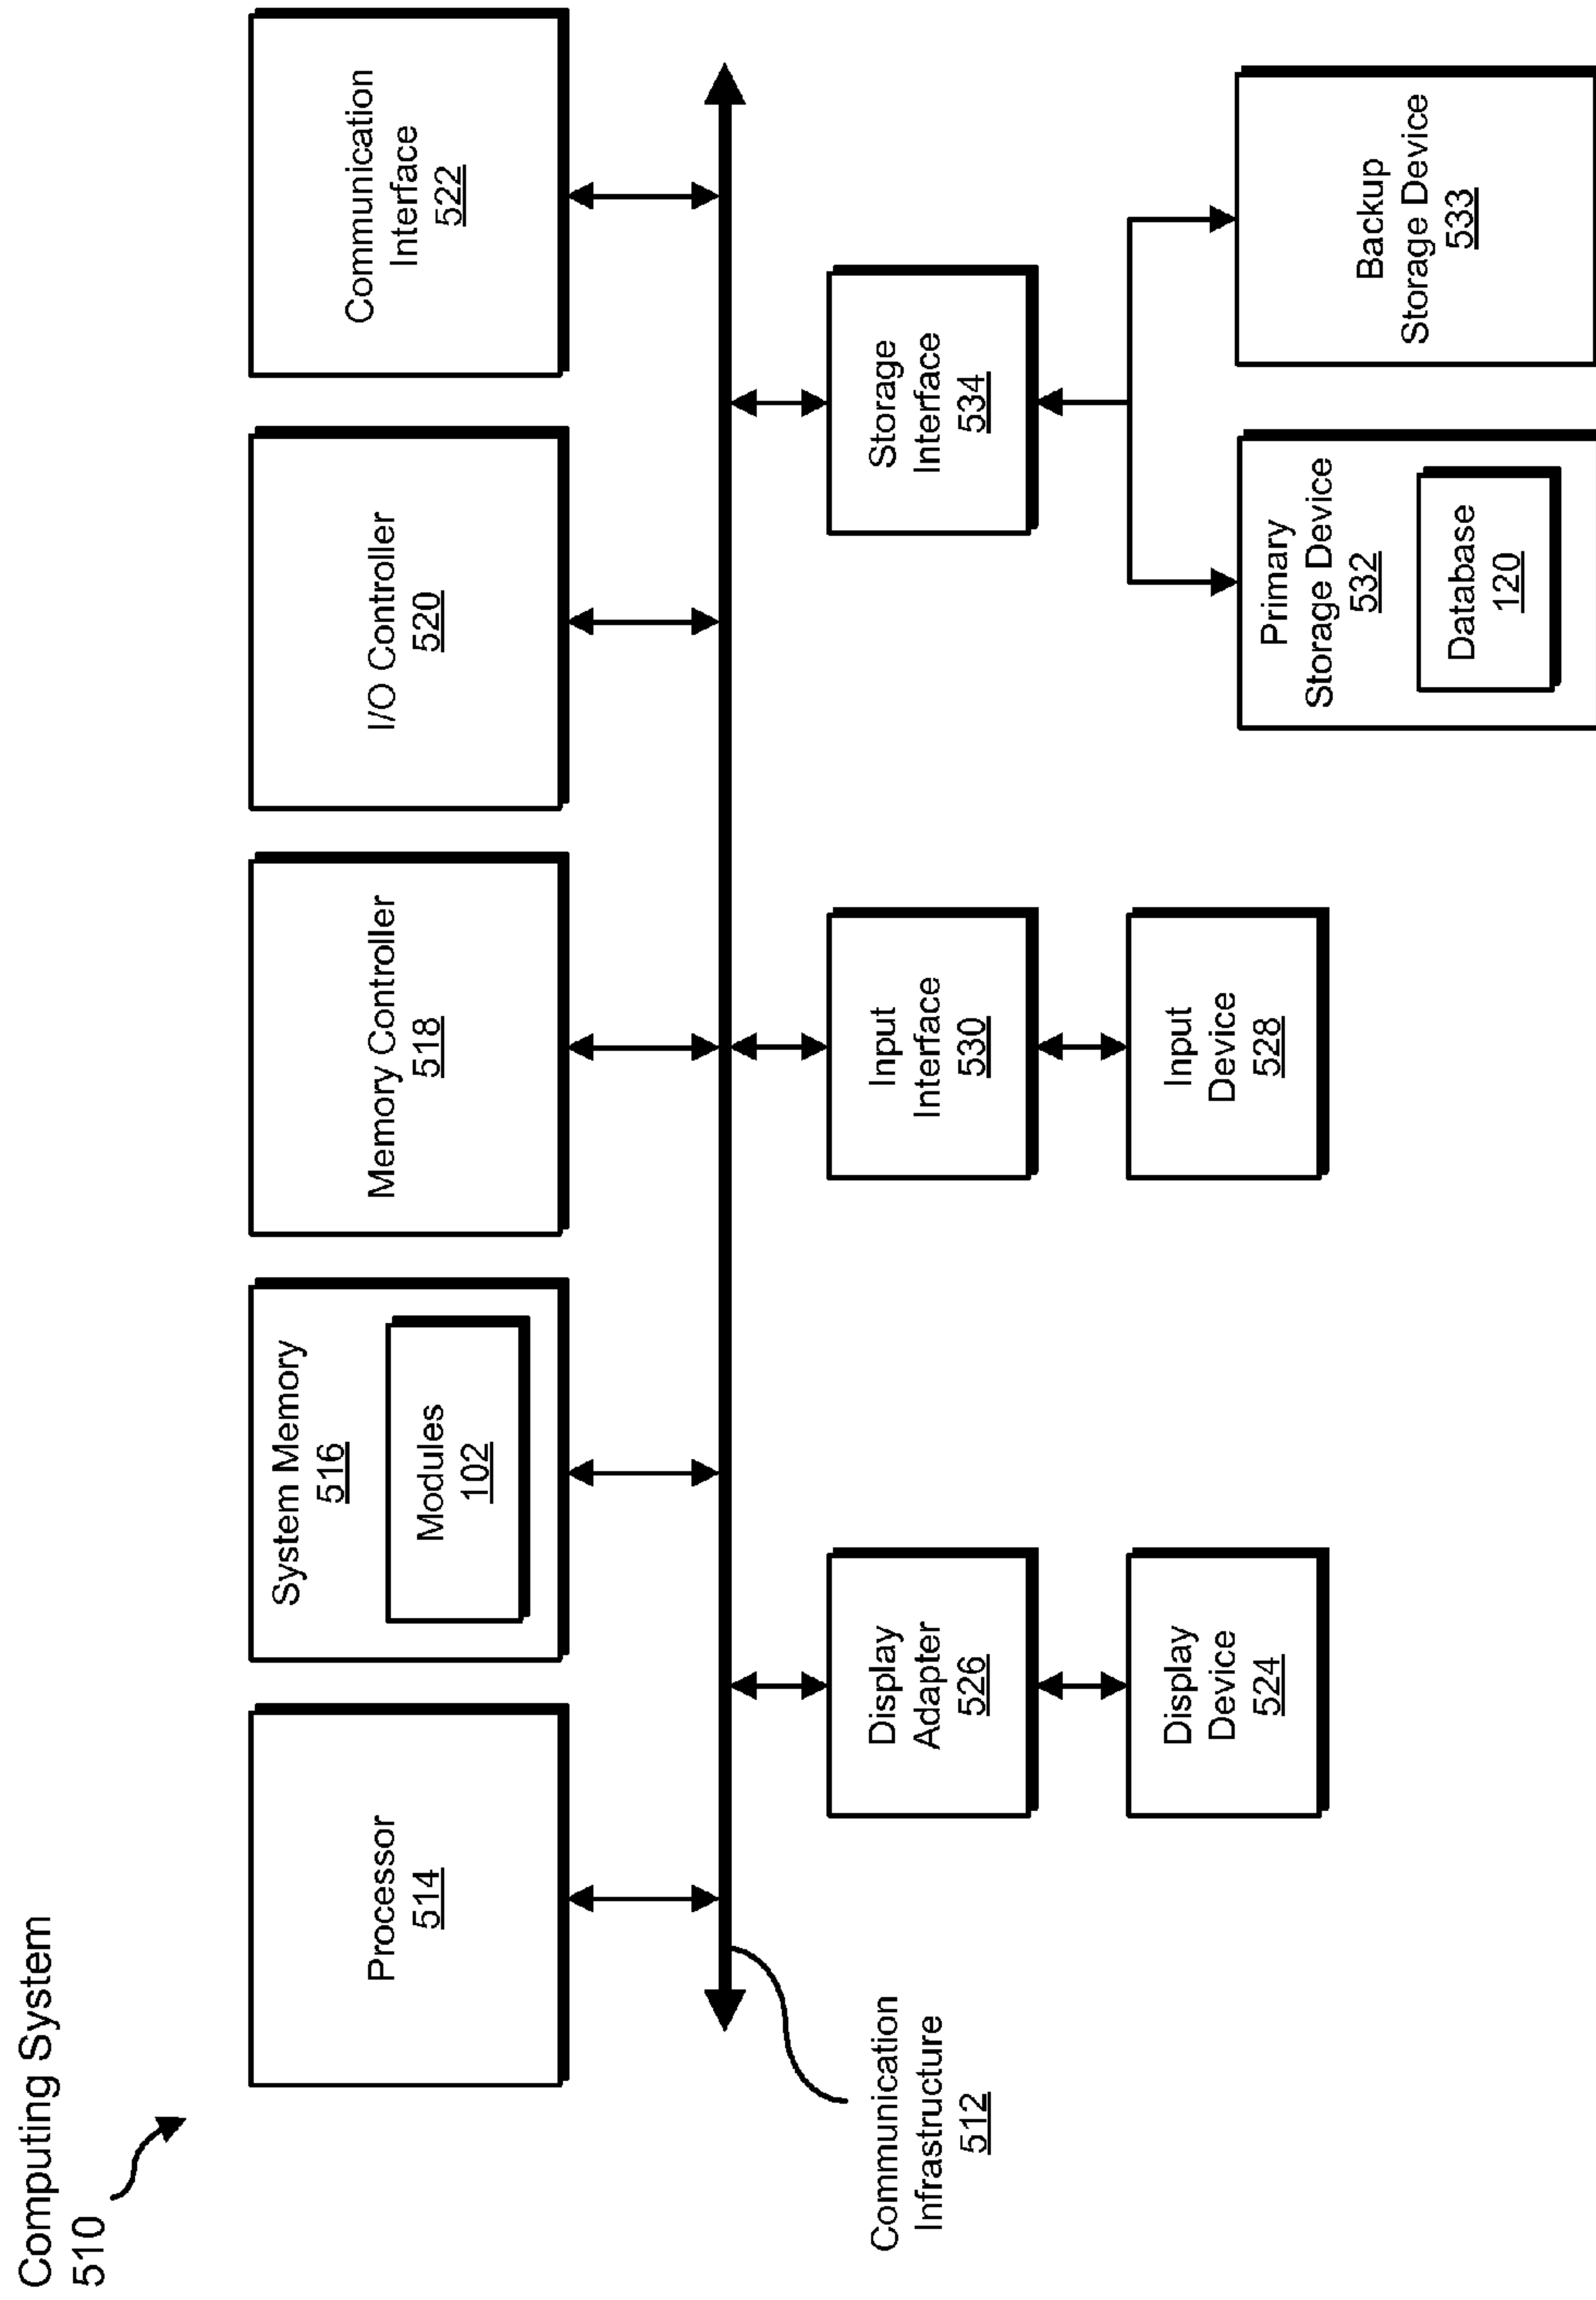 Computing System
510
Processor
514
System Memory
516
Modules
102
Memory Controller
518
I/O Controller
520
Communication
Interface
522
Communication
Infrastructure
512
Display
Adapter
526
Input
Interface
530
Storage
Interface
534
Display
Device
524
Input
Device
528
Primary
Storage Device
532
Database
120
Backup
Storage Device
533